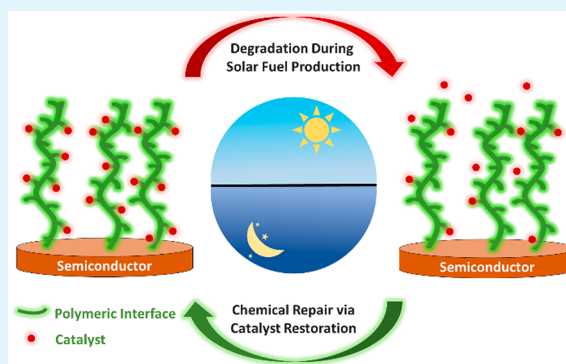 Degradation During
Solar Fuel Production
Semiconductor
Semiconductor
Polymeric Interface
Catalyst
Chemical Repair via
Catalyst Restoration